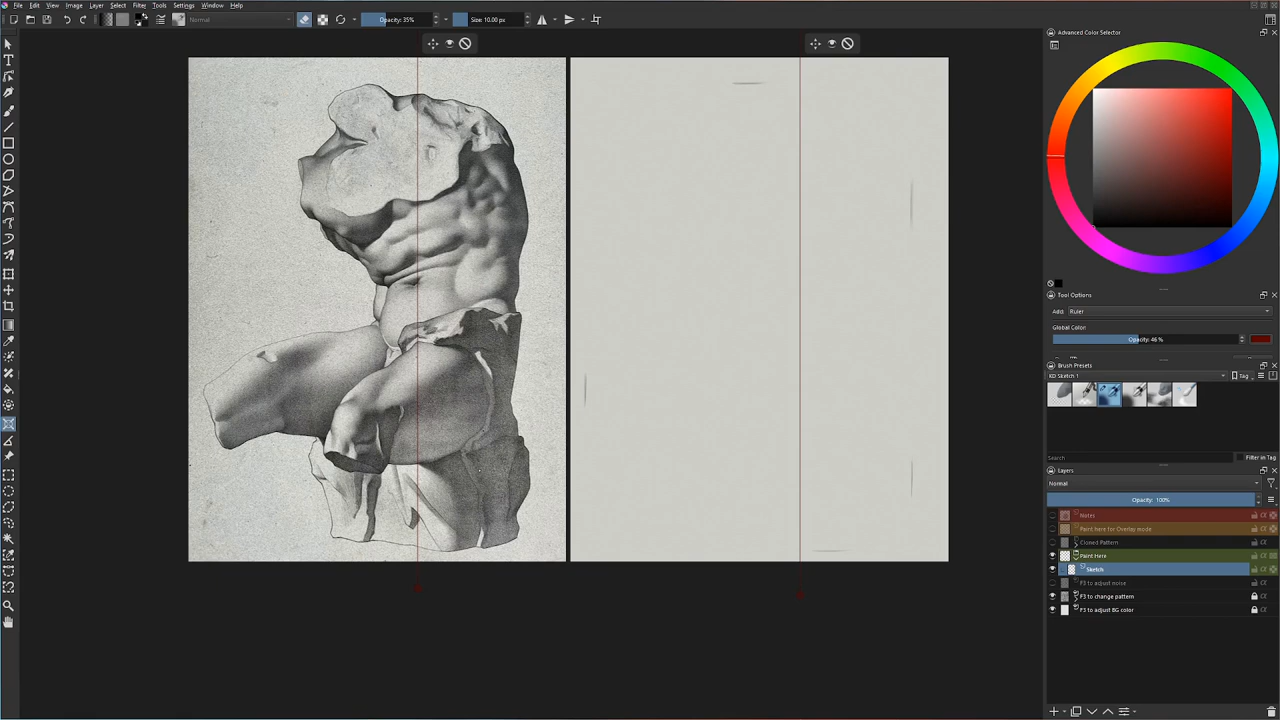 File Edit View Image Layer Select Filter Tools Settings Window Help
Normal
Opacity: 35%
Size: 10.00 px
Advanced Color Selector
Tool Options
Add: Ruler
Global Color:
Opacity: 46%
Brush Presets
KD Sketch 1
Tag
Search
Filter in Tag
Layers
Normal
Opacity: 100%
Notes
Paint here for Overlay mode
Cloned Pattern
Paint Here
Sketch
F3 to adjust noise
F3 to change pattern
F3 to adjust BG color